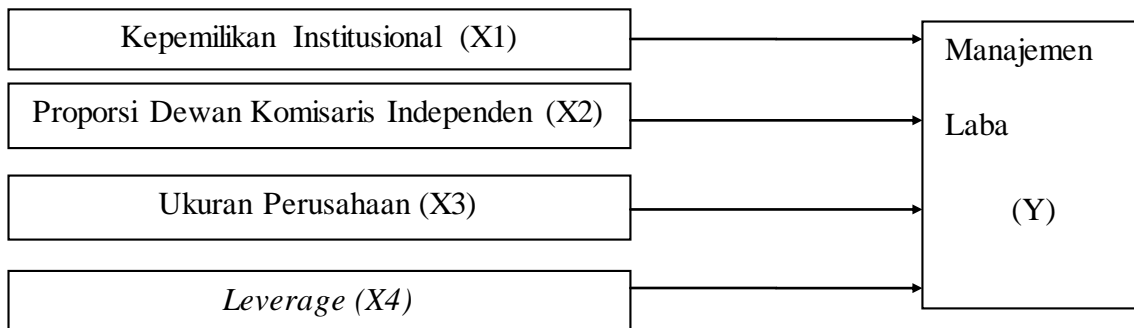 Kepemilikan Institusional (X1)
Proporsi Dewan Komisaris Independen (X2)
Ukuran Perusahaan (X3)
Leverage (X4)
Manajemen
Laba
(Y)